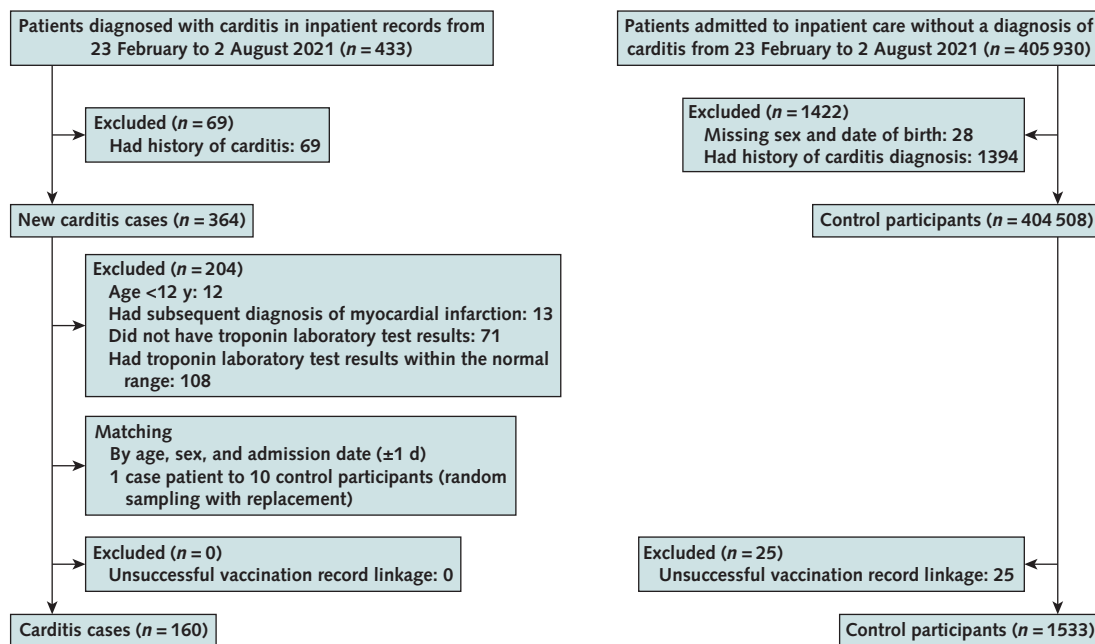 Patients diagnosed with carditis in inpatient records from
23 February to 2 August 2021 (n = 433)
Excluded (n = 69)
Had history of carditis: 69
New carditis cases (n = 364)
Excluded (n = 204)
Age <12 y: 12
Had subsequent diagnosis of myocardial infarction: 13
Did not have troponin laboratory test results: 71
Had troponin laboratory test results within the normal
range: 108
Matching
By age, sex, and admission date (±1 d)
1 case patient to 10 control participants (random
sampling with replacement)
Excluded (n = 0)
Unsuccessful vaccination record linkage: 0
Carditis cases (n = 160)
Patients admitted to inpatient care without a diagnosis of
carditis from 23 February to 2 August 2021 (n = 405 930)
Excluded (n = 1422)
Missing sex and date of birth: 28
Had history of carditis diagnosis: 1394
Control participants (n = 404 508)
Excluded (n = 25)
Unsuccessful vaccination record linkage: 25
Control participants (n = 1533)